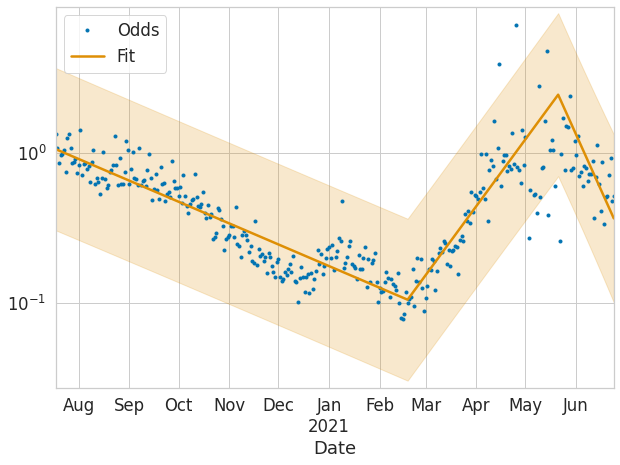 Odds
Fit
10⁰
10⁻¹
Aug Sep Oct Nov Dec Jan Feb Mar Apr May Jun
2021
Date